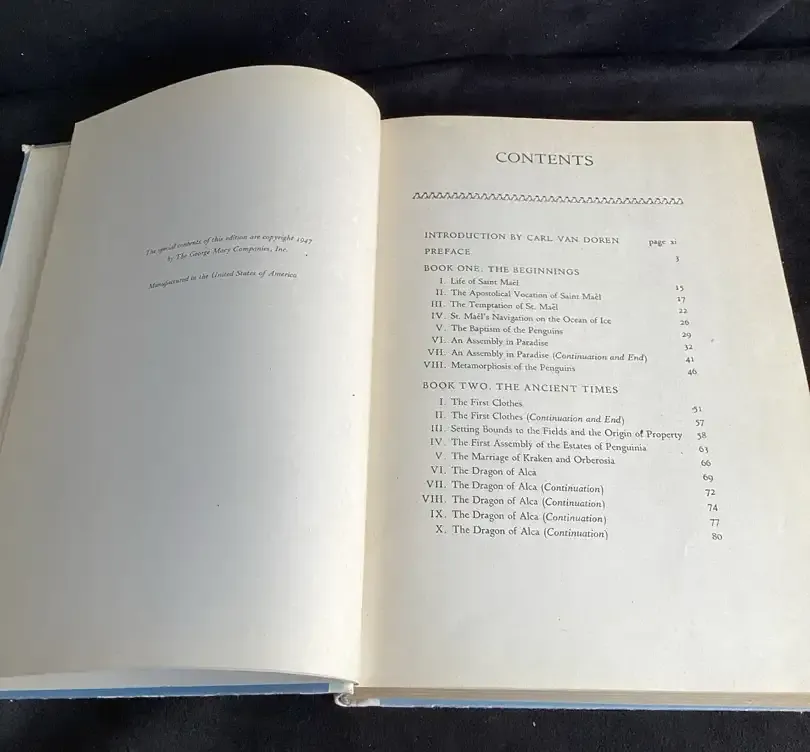 The special contents of this edition are copyright 1947
by The George Macy Companies, Inc.
Manufactured in the United States of America
CONTENTS
INTRODUCTION BY CARL VAN DOREN page xi
PREFACE 3
BOOK ONE. THE BEGINNINGS
I. Life of Saint Maël 15
II. The Apostolical Vocation of Saint Maël 17
III. The Temptation of St. Maël 22
IV. St. Maël's Navigation on the Ocean of Ice 26
V. The Baptism of the Penguins 29
VI. An Assembly in Paradise 32
VII. An Assembly in Paradise (Continuation and End) 41
VIII. Metamorphosis of the Penguins 46
BOOK TWO. THE ANCIENT TIMES
I. The First Clothes 51
II. The First Clothes (Continuation and End) 57
III. Setting Bounds to the Fields and the Origin of Property 58
IV. The First Assembly of the Estates of Penguinia 63
V. The Marriage of Kraken and Orberosia 66
VI. The Dragon of Alca 69
VII. The Dragon of Alca (Continuation) 72
VIII. The Dragon of Alca (Continuation) 74
IX. The Dragon of Alca (Continuation) 77
X. The Dragon of Alca (Continuation) 80